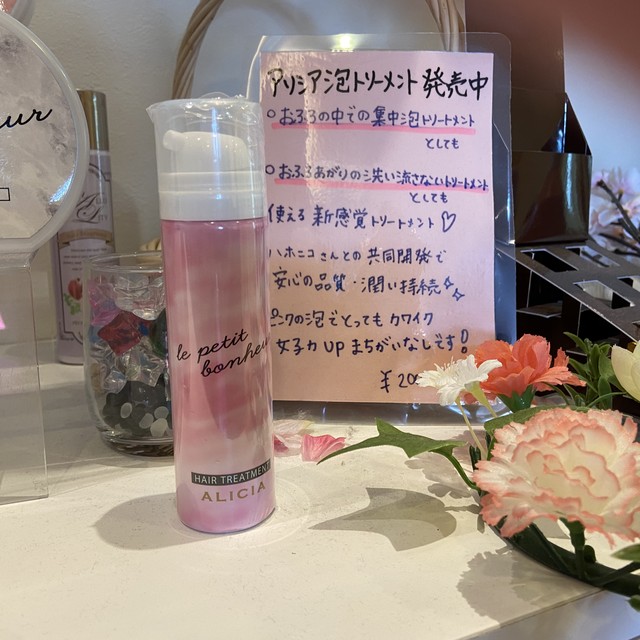 アリシア泡トリートメント発売中
○おふろの中での集中泡トリートメント
としても
○おふろあがりの洗い流さないトリートメント
としても
使える新感覚トリートメント♡
ハホニコさんとの共同開発で
安心の品質・潤い持続
ピンクの泡でとってもカワイク
女子力UPまちがいなしです!
le petit
bonheur
HAIR TREATMENT
ALICIA